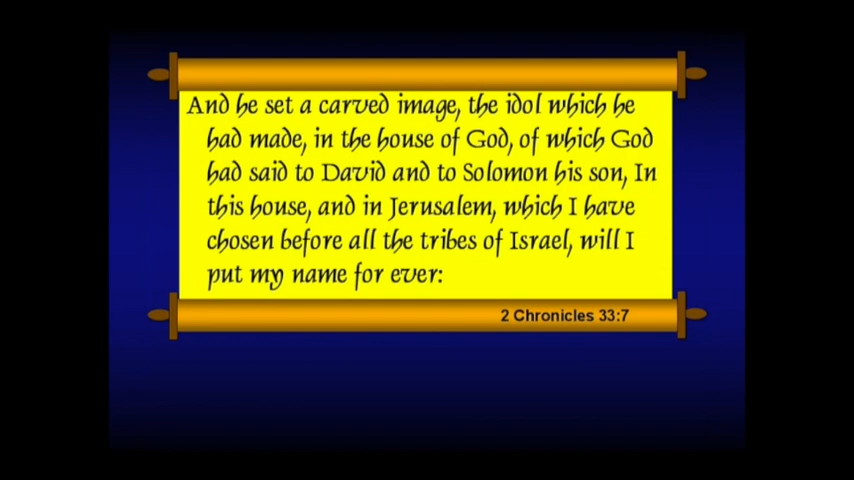 And he set a carved image, the idol which he
had made, in the house of God, of which God
had said to David and to Solomon his son, In
this house, and in Jerusalem, which I have
chosen before all the tribes of Israel, will I
put my name for ever:
2 Chronicles 33:7